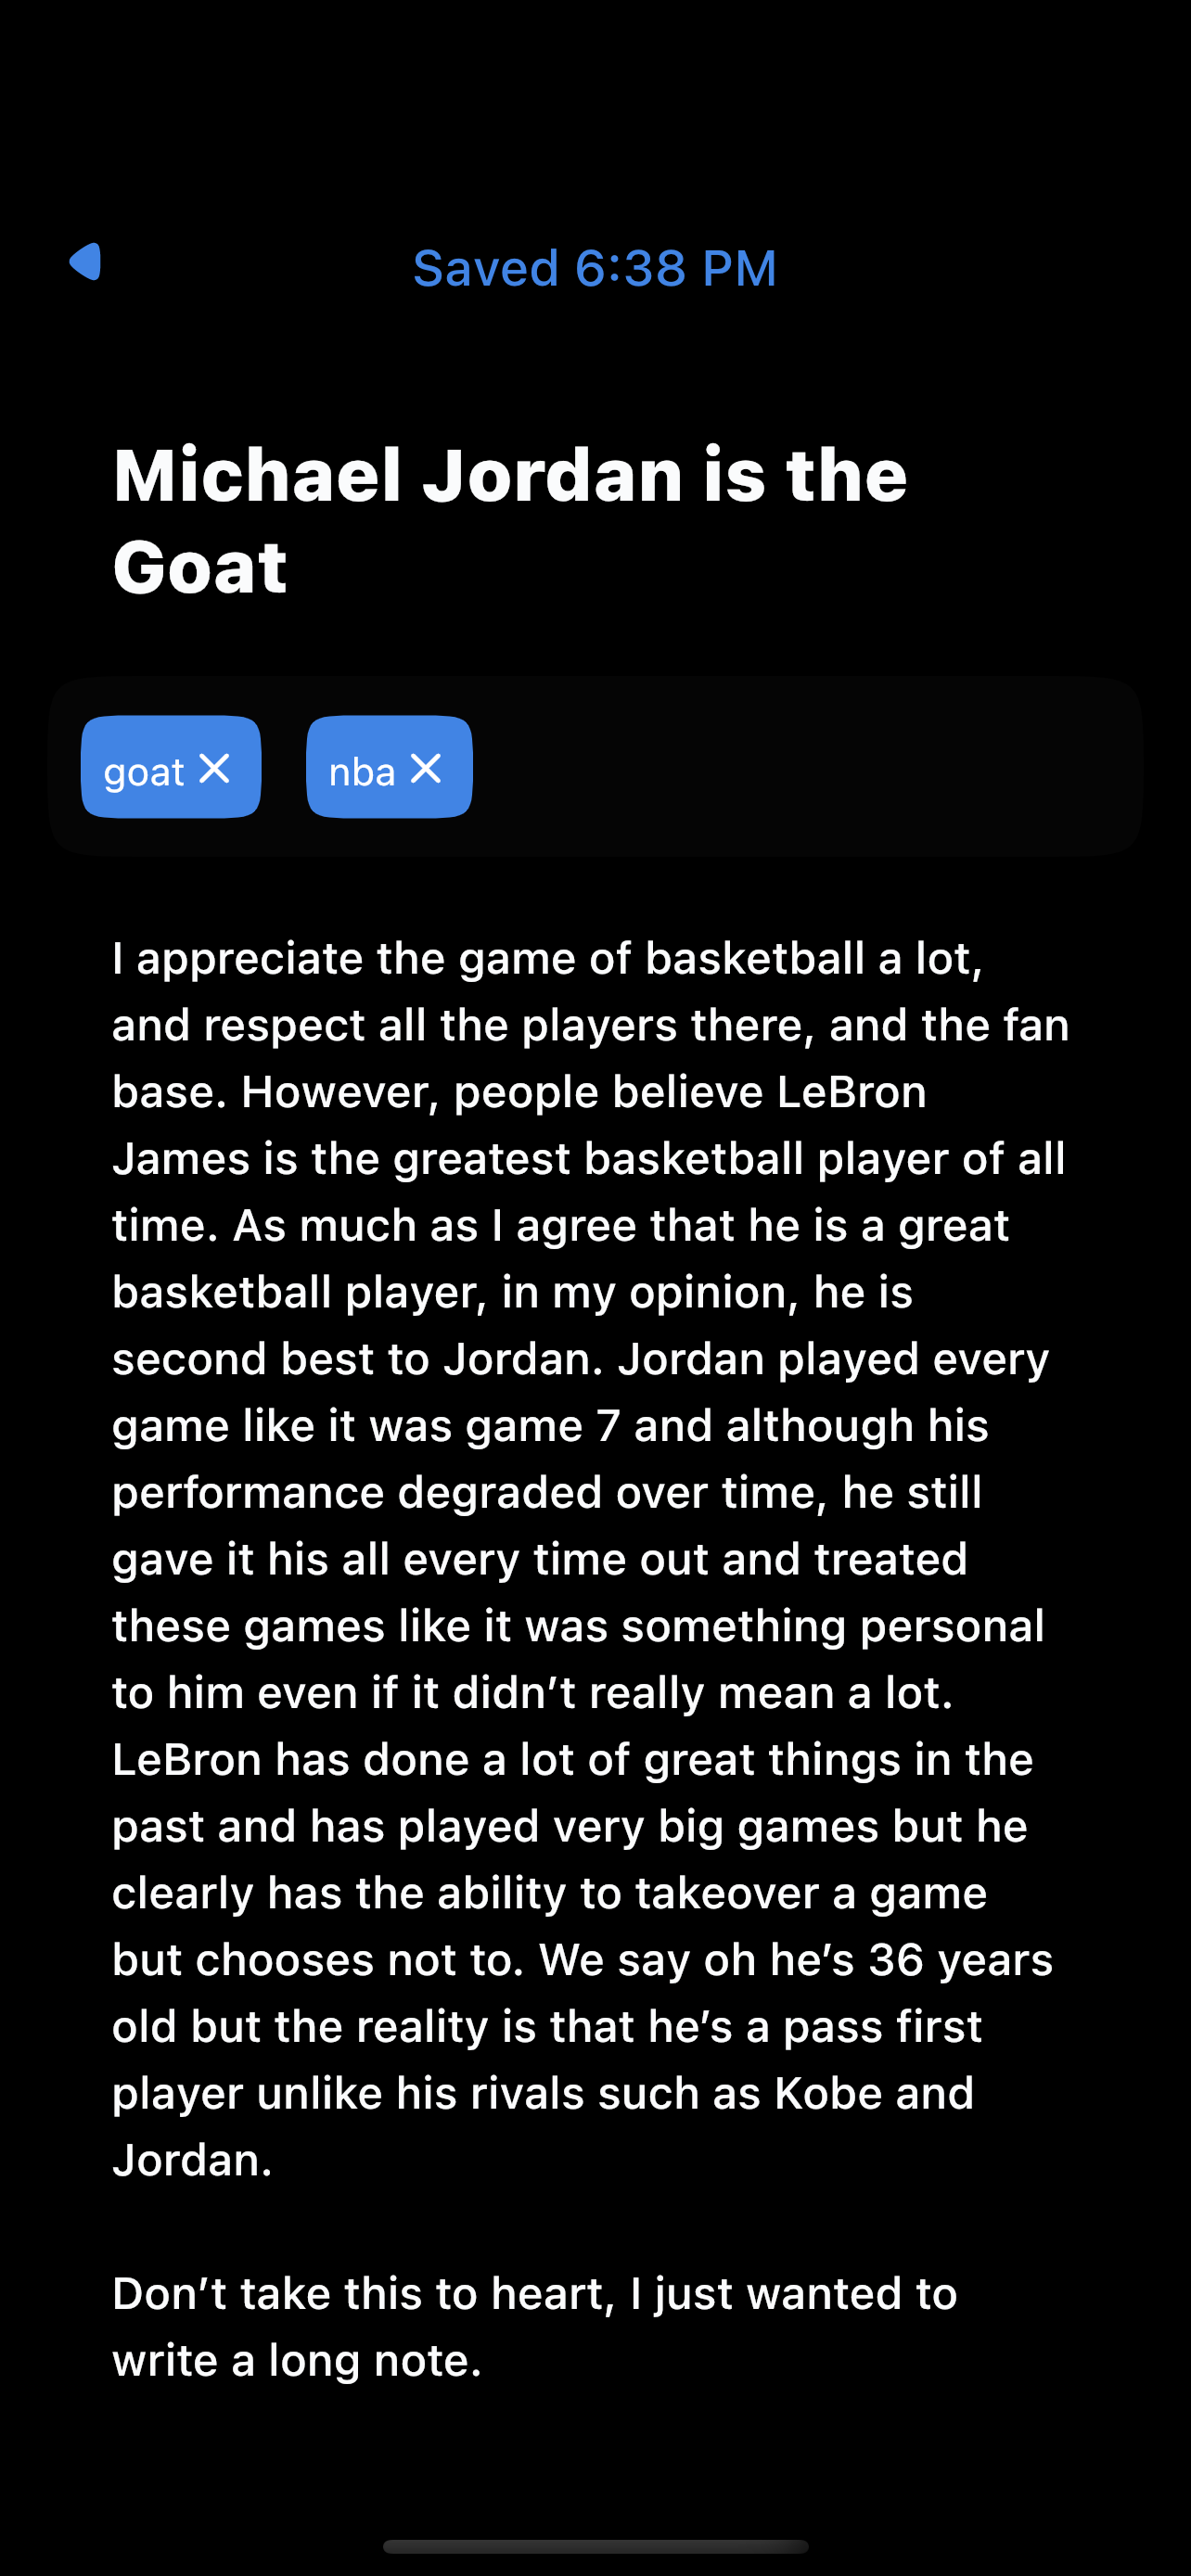 Saved 6:38 PM
Michael Jordan is the
Goat
goat ✕ nba ✕
I appreciate the game of basketball a lot,
and respect all the players there, and the fan
base. However, people believe LeBron
James is the greatest basketball player of all
time. As much as I agree that he is a great
basketball player, in my opinion, he is
second best to Jordan. Jordan played every
game like it was game 7 and although his
performance degraded over time, he still
gave it his all every time out and treated
these games like it was something personal
to him even if it didn’t really mean a lot.
LeBron has done a lot of great things in the
past and has played very big games but he
clearly has the ability to takeover a game
but chooses not to. We say oh he’s 36 years
old but the reality is that he’s a pass first
player unlike his rivals such as Kobe and
Jordan.
Don’t take this to heart, I just wanted to
write a long note.